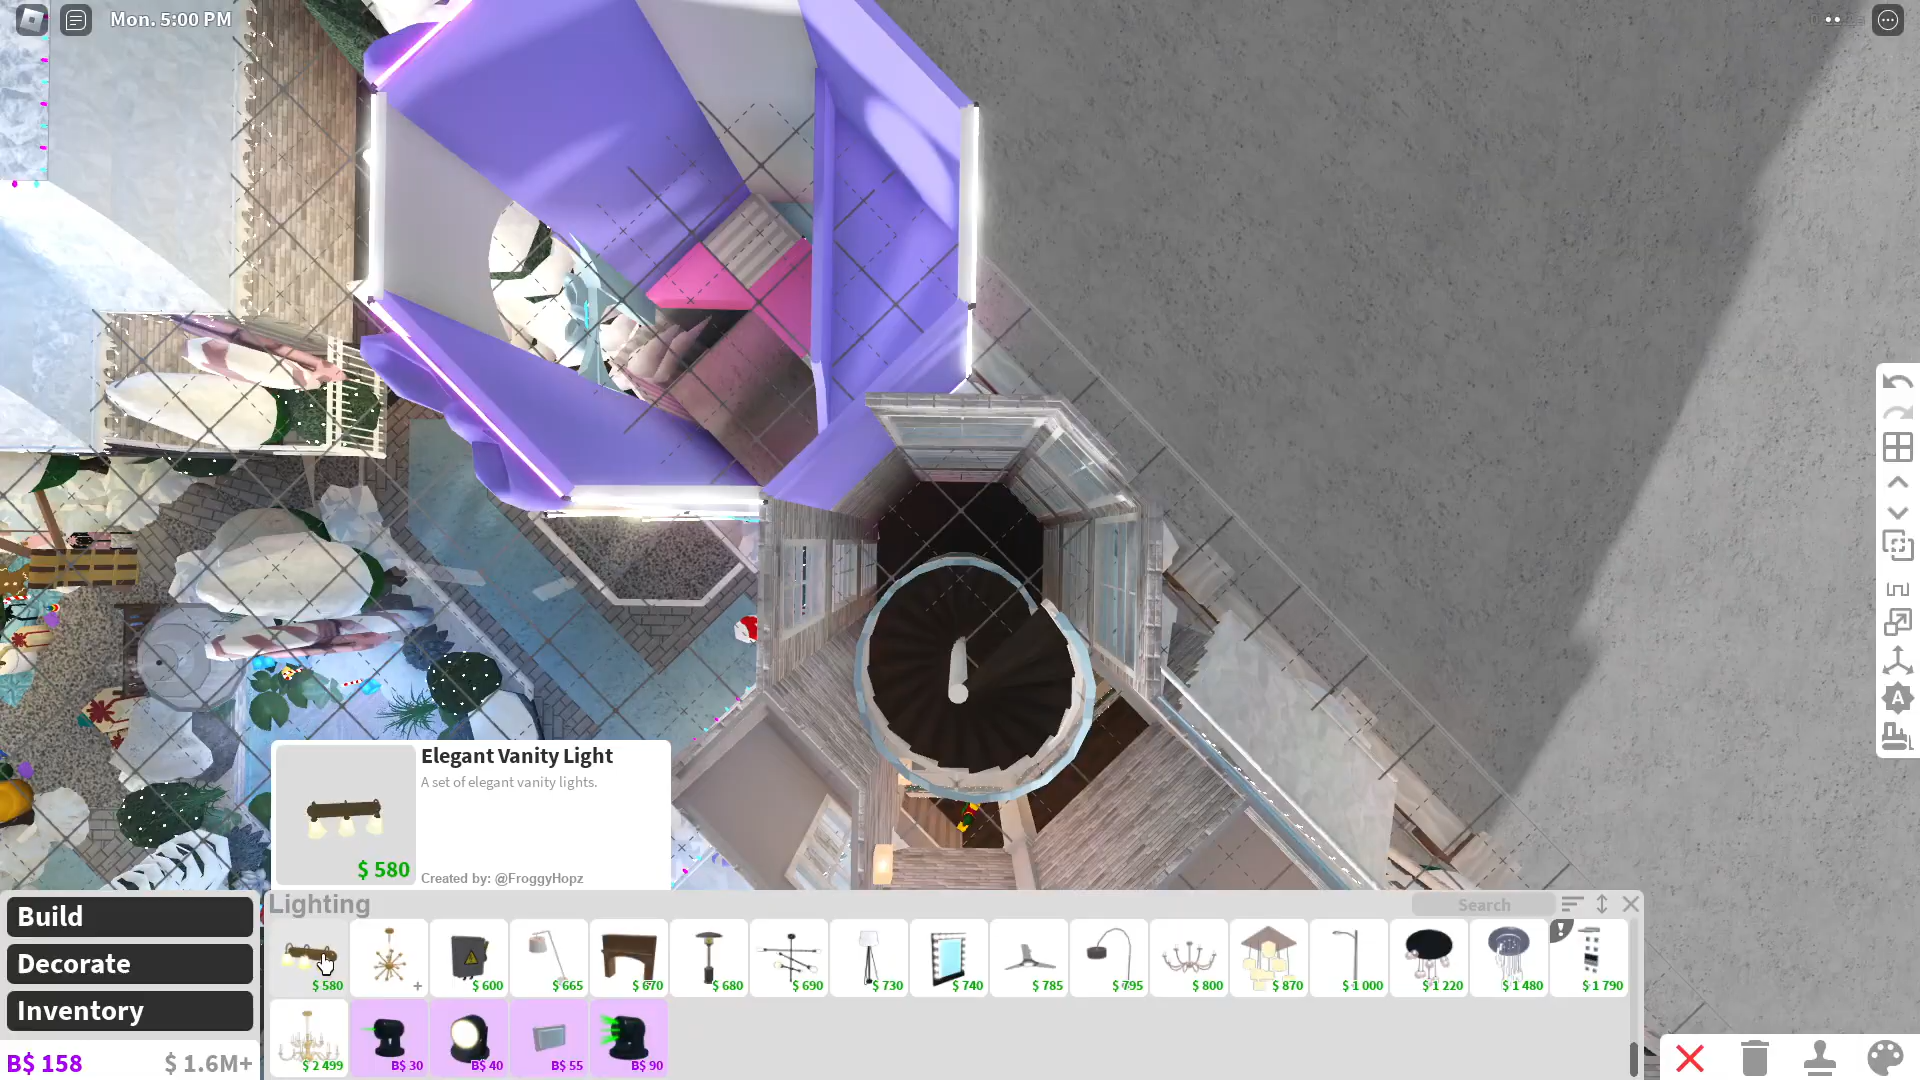 Mon. 5:00 PM
Elegant Vanity Light
A set of elegant vanity lights.
$ 580
Created by: @FroggyHopz
Build
Decorate
Inventory
B$ 158
$ 1.6M+
Lighting
Search
$ 580
+
$ 600
$ 665
$ 670
$ 680
$ 690
$ 730
$ 740
$ 785
$ 795
$ 800
$ 870
$ 1 000
$ 1 220
$ 1 480
$ 1 790
$ 2 499
B$ 30
B$ 40
B$ 55
B$ 90
A